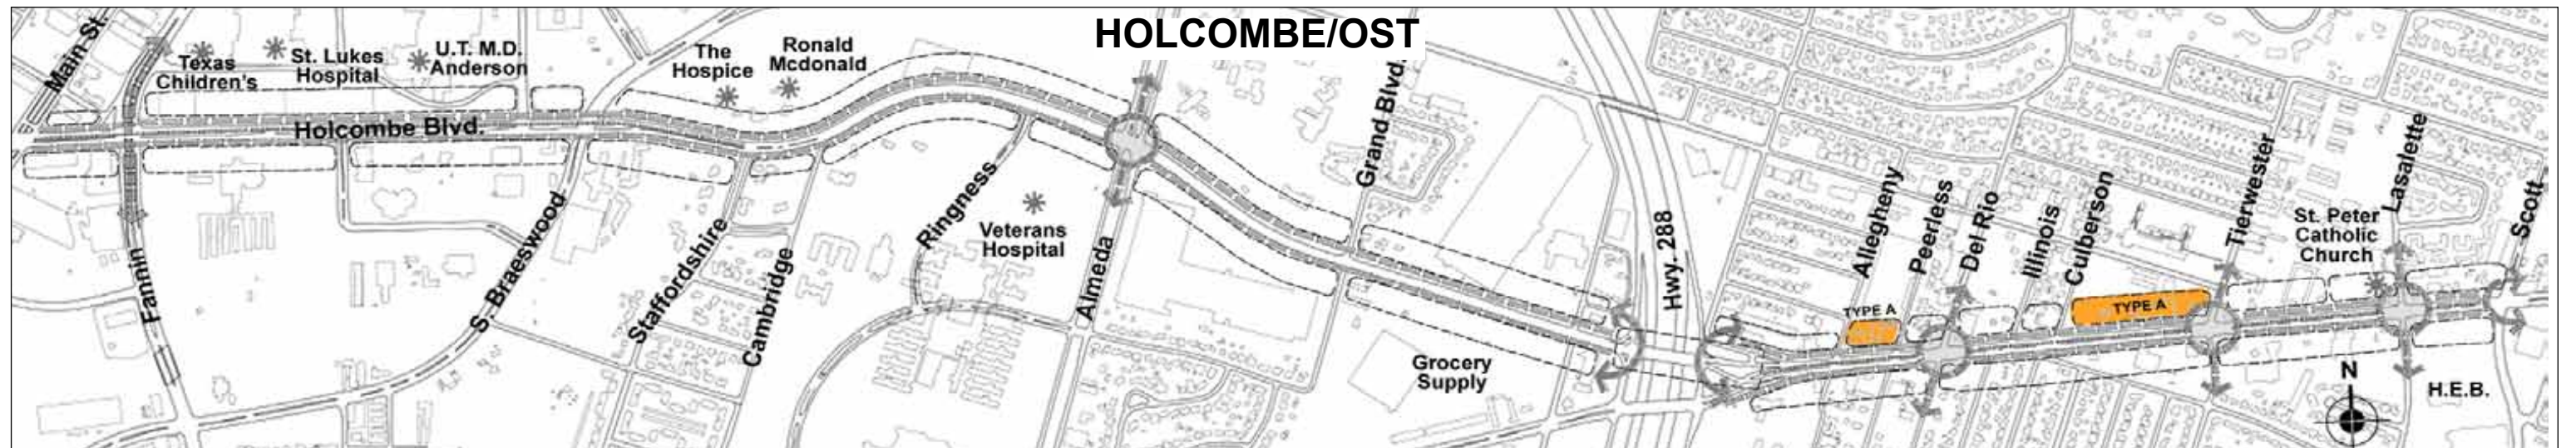 HOLCOMBE/OST
Main St.
Texas
Children's
St. Lukes
Hospital
U.T. M.D.
Anderson
The
Hospice
Ronald
Mcdonald
Holcombe Blvd.
Fannin
S. Braeswood
Staffordshire
Cambridge
Ringness
Veterans
Hospital
Almeda
Grand Blvd.
Grocery
Supply
Hwy. 288
TYPE A
Allegheny
Peerless
Del Rio
Illinois
Culberson
TYPE A
Tierwester
St. Peter
Catholic
Church
Lasalette
Scott
N
H.E.B.